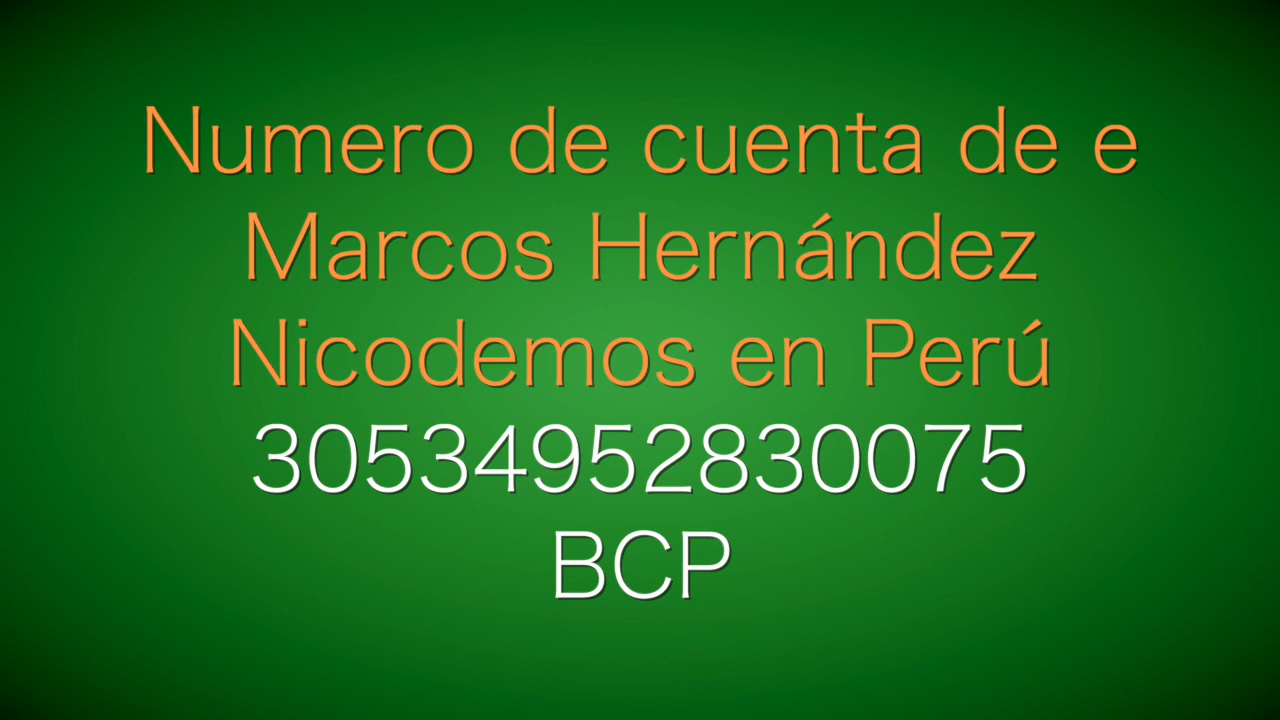 Numero de cuenta de e
Marcos Hernández
Nicodemos en Perú
30534952830075
BCP